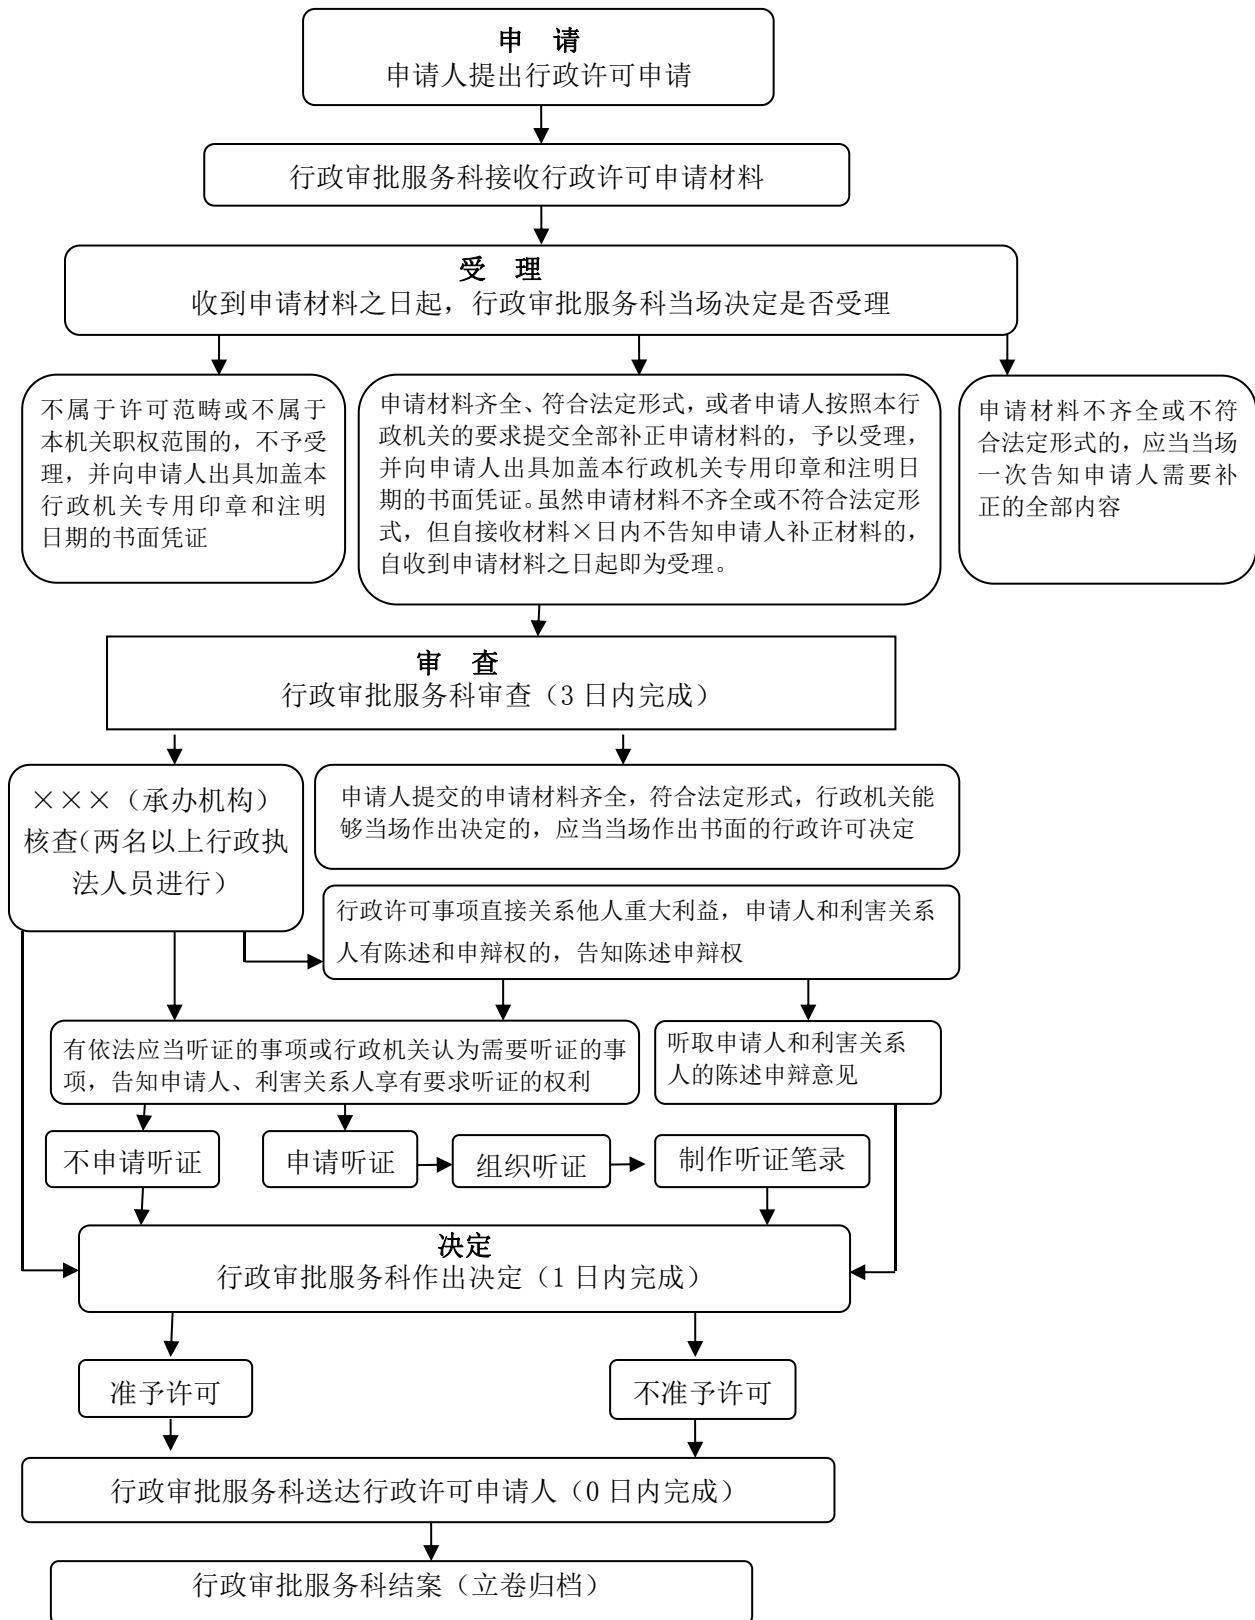 申 请
申请人提出行政许可申请
行政审批服务科接收行政许可申请材料
受 理
收到申请材料之日起，行政审批服务科当场决定是否受理
不属于许可范畴或不属于
本机关职权范围的，不予受
理，并向申请人出具加盖本
行政机关专用印章和注明
日期的书面凭证
申请材料齐全、符合法定形式，或者申请人按照本行
政机关的要求提交全部补正申请材料的，予以受理，
并向申请人出具加盖本行政机关专用印章和注明日
期的书面凭证。虽然申请材料不齐全或不符合法定形
式，但自接收材料×日内不告知申请人补正材料的，
自收到申请材料之日起即为受理。
申请材料不齐全或不符
合法定形式的，应当当场
一次告知申请人需要补
正的全部内容
审 查
行政审批服务科审查（3 日内完成）
×××（承办机构）
核查(两名以上行政执
法人员进行）
申请人提交的申请材料齐全，符合法定形式，行政机关能
够当场作出决定的，应当当场作出书面的行政许可决定
行政许可事项直接关系他人重大利益，申请人和利害关系
人有陈述和申辩权的，告知陈述申辩权
有依法应当听证的事项或行政机关认为需要听证的事
项，告知申请人、利害关系人享有要求听证的权利
听取申请人和利害关系
人的陈述申辩意见
不申请听证
申请听证
组织听证
制作听证笔录
决定
行政审批服务科作出决定（1 日内完成）
准予许可
不准予许可
行政审批服务科送达行政许可申请人（0 日内完成）
行政审批服务科结案（立卷归档）